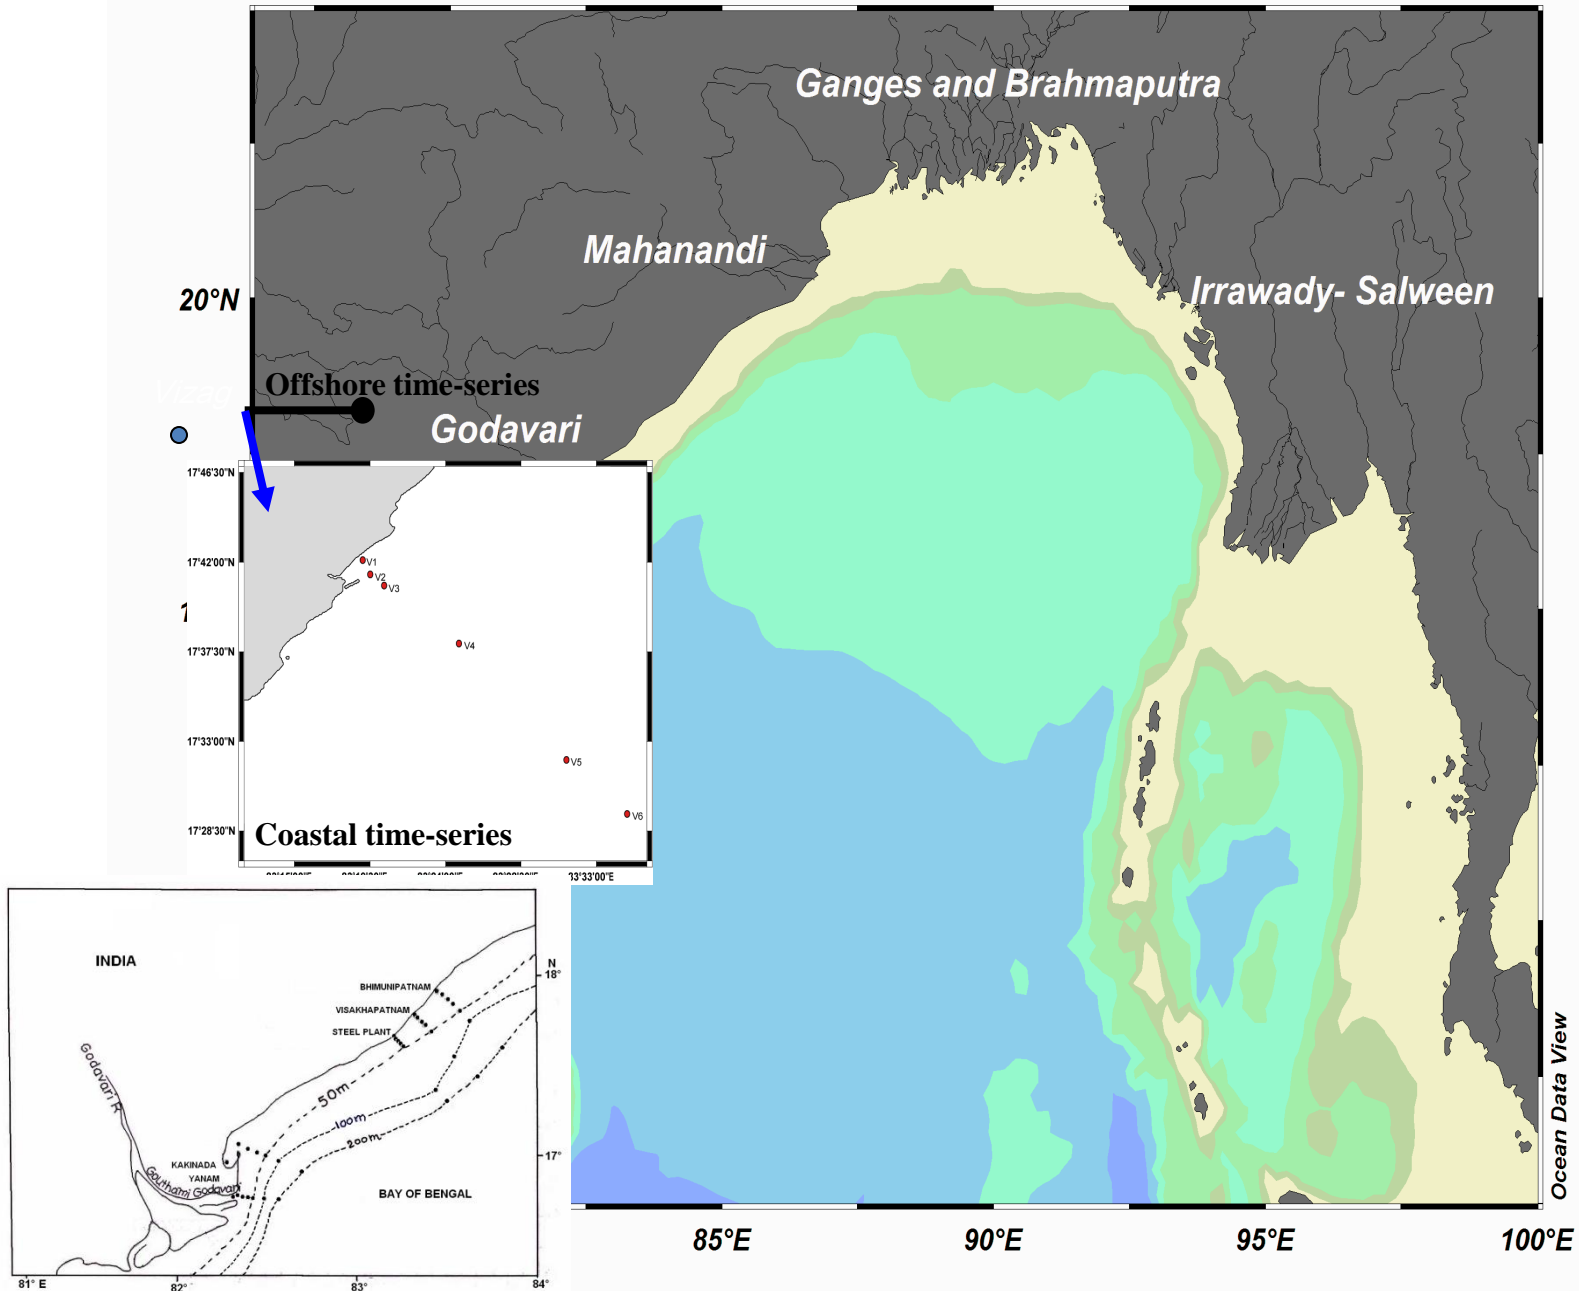 Ganges and Brahmaputra
Mahanandi
Irrawady- Salween
20°N
Vizag
Offshore time-series
Godavari
17°46'30"N
17°42'00"N
V1
V2
V3
17°37'30"N
V4
17°33'00"N
V5
V6
17°28'30"N
Coastal time-series
83°33'00"E
INDIA
N
18°
BHIMUNIPATNAM
VISAKHAPATNAM
STEEL PLANT
Godavari R
50m
100m
200m
17°
KAKINADA
YANAM
Gouthami Godavari
BAY OF BENGAL
81° E
82°
83°
84°
85°E
90°E
95°E
100°E
Ocean Data View